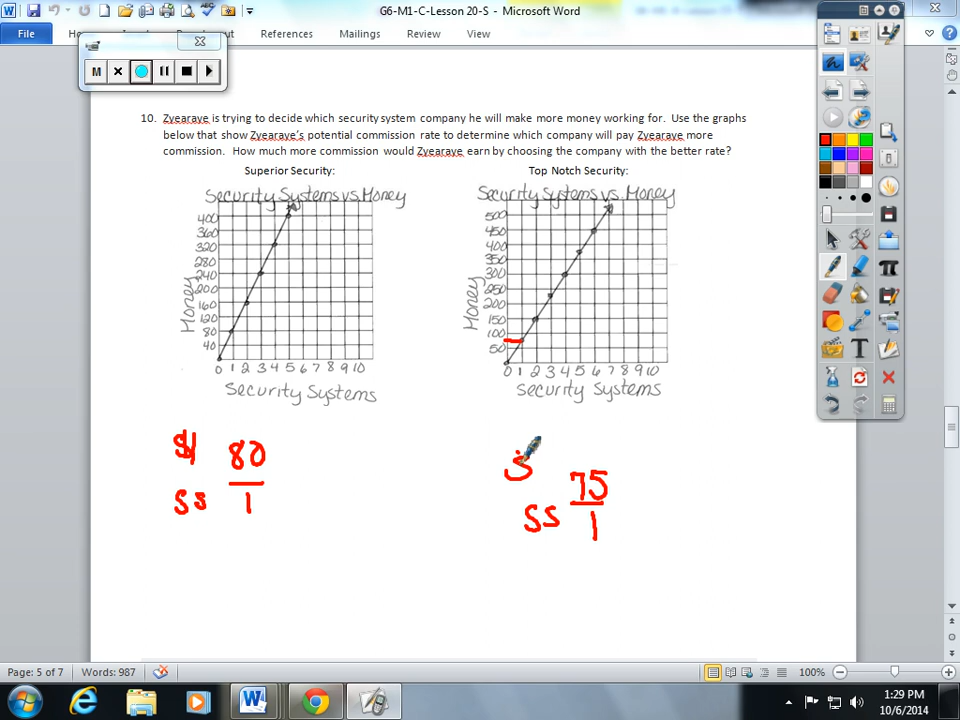 G6-M1-C-Lesson 20-S - Microsoft Word
File
References Mailings Review View
M
10. Zyearaye is trying to decide which security system company he will make more money working for. Use the graphs
below that show Zyearaye's potential commission rate to determine which company will pay Zyearaye more
commission. How much more commission would Zyearaye earn by choosing the company with the better rate?
Superior Security:
Top Notch Security:
Security Systems vs. Money
400
360
320
280
240
200
160
120
80
40
Money
0 1 2 3 4 5 6 7 8 9 10
Security Systems
Security Systems vs. Money
500
450
400
350
300
250
200
150
100
50
Money
0 1 2 3 4 5 6 7 8 9 10
Security Systems
$ 80
SS 1
75
SS 1
Page: 5 of 7 Words: 987
100%
1:29 PM
10/6/2014